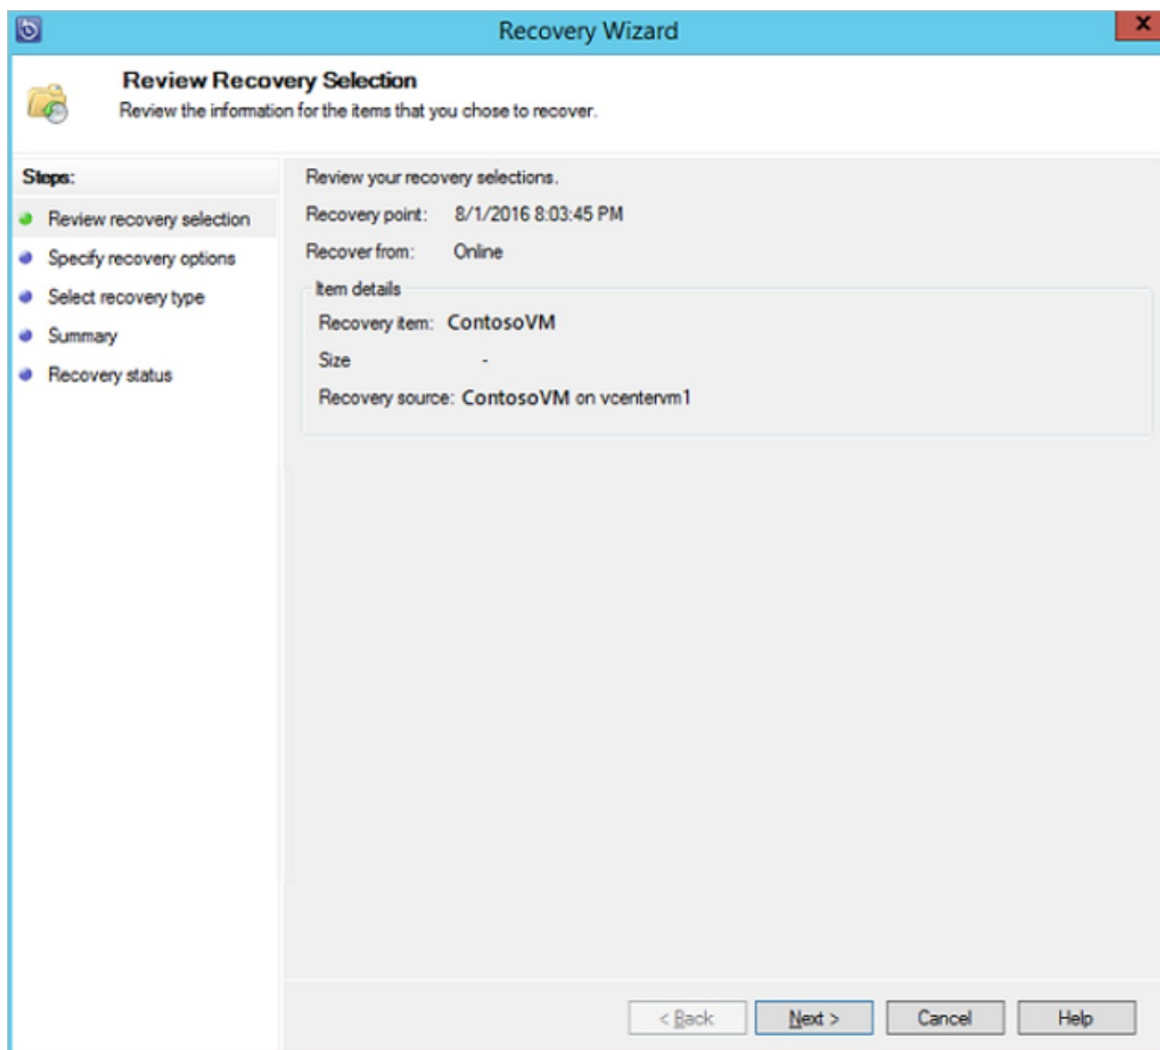 Recovery Wizard
X
Review Recovery Selection
Review the information for the items that you chose to recover.
Steps:
Review recovery selection
Specify recovery options
Select recovery type
Summary
Recovery status
Review your recovery selections.
Recovery point: 8/1/2016 8:03:45 PM
Recover from: Online
Item details
Recovery item: ContosoVM
Size -
Recovery source: ContosoVM on vcentervm1
< Back Next > Cancel Help